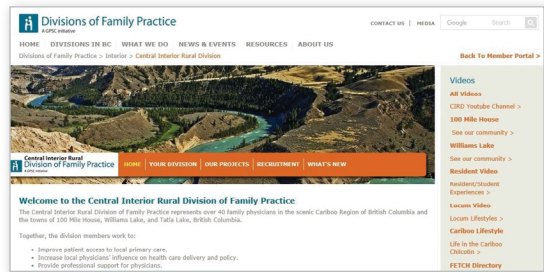 Divisions of Family Practice
A GPSC initiative
CONTACT US | MEDIA
Google Search
HOME DIVISIONS IN BC WHAT WE DO NEWS & EVENTS RESOURCES ABOUT US
Divisions of Family Practice > Interior > Central Interior Rural Division
Back To Member Portal >
Central Interior Rural
Division of Family Practice
A GPSC initiative
HOME | YOUR DIVISION | OUR PROJECTS | RECRUITMENT | WHAT'S NEW
Welcome to the Central Interior Rural Division of Family Practice
The Central Interior Rural Division of Family Practice represents over 40 family physicians in the scenic Cariboo Region of British Columbia and
the towns of 100 Mile House, Williams Lake, and Tatla Lake, British Columbia.
Together, the division members work to:
• Improve patient access to local primary care.
• Increase local physicians' influence on health care delivery and policy.
• Provide professional support for physicians.
Videos
All Videos
CIRD Youtube Channel >
100 Mile House
See our community >
Williams Lake
See our community >
Resident Video
Resident/Student
Experiences >
Locum Video
Locum Lifestyles >
Cariboo Lifestyle
Life in the Cariboo
Chilcotin >
FETCH Directory